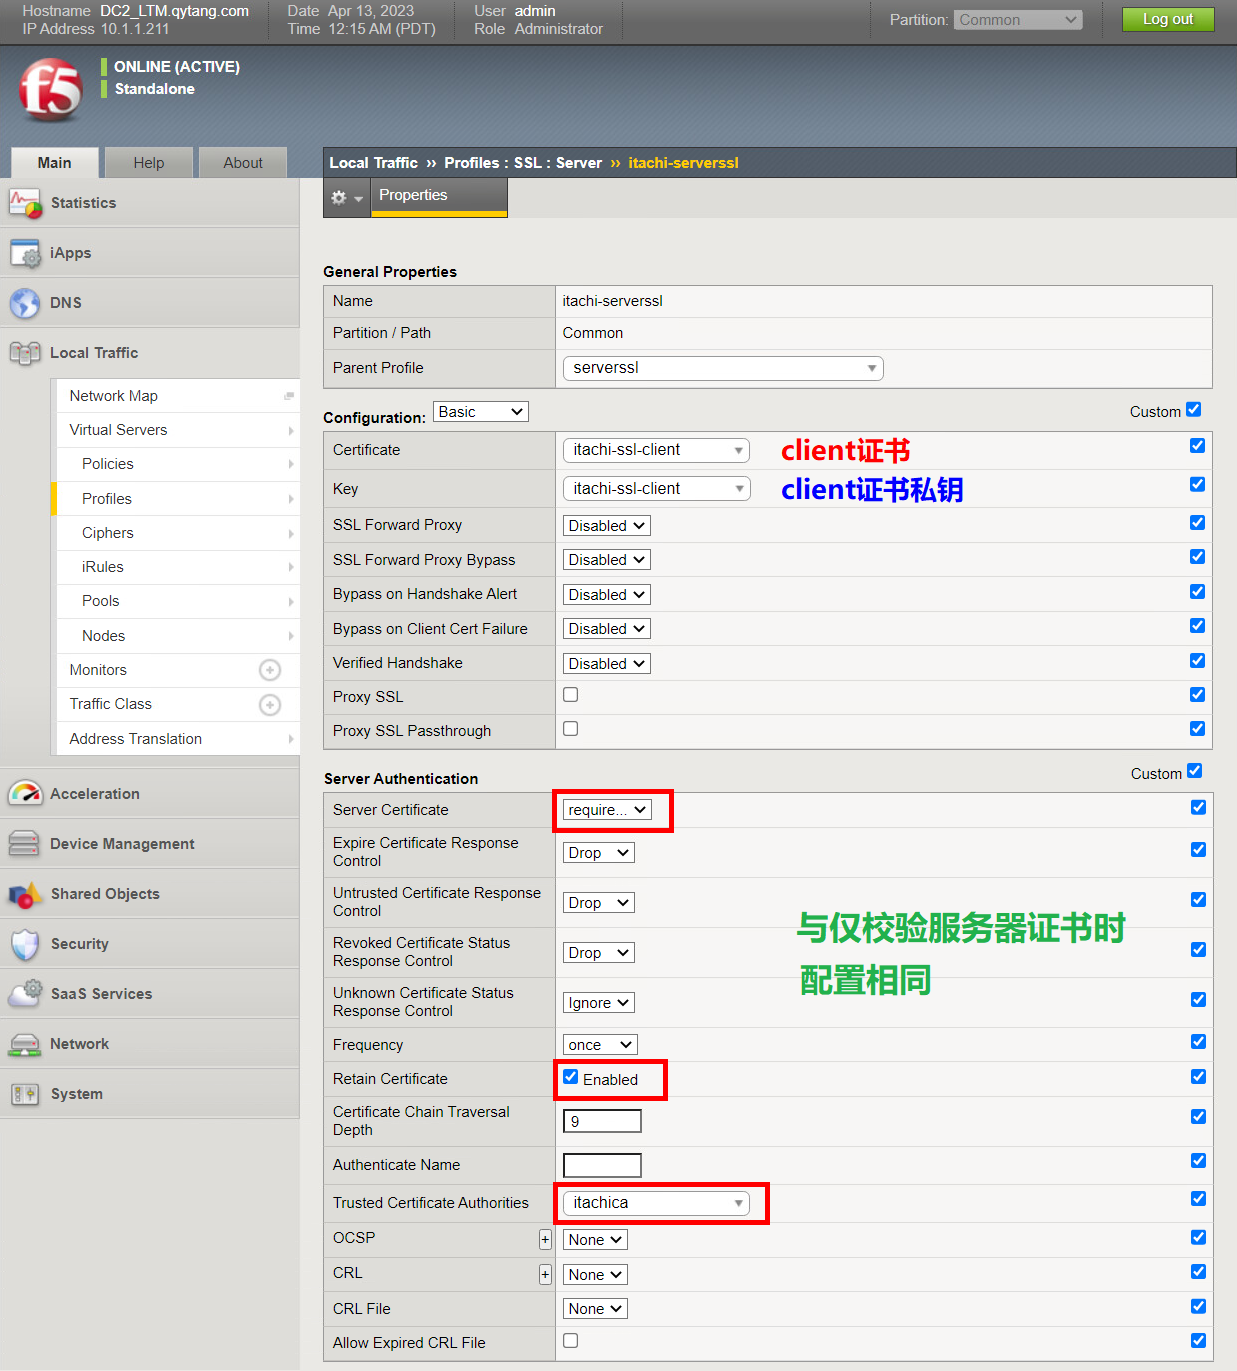 Hostname DC2_LTM.qytang.com Date Apr 13, 2023 User admin
IP Address 10.1.1.211 Time 12:15 AM (PDT) Role Administrator
Partition: Common Log out
f5
ONLINE (ACTIVE)
Standalone
Main Help About
Local Traffic ›› Profiles : SSL : Server ›› itachi-serverssl
Properties
Statistics
iApps
DNS
Local Traffic
Network Map
Virtual Servers
Policies
Profiles
Ciphers
iRules
Pools
Nodes
Monitors
Traffic Class
Address Translation
Acceleration
Device Management
Shared Objects
Security
SaaS Services
Network
System
General Properties
Name itachi-serverssl
Partition / Path Common
Parent Profile serverssl
Configuration: Basic Custom
Certificate itachi-ssl-client client证书
Key itachi-ssl-client client证书私钥
SSL Forward Proxy Disabled
SSL Forward Proxy Bypass Disabled
Bypass on Handshake Alert Disabled
Bypass on Client Cert Failure Disabled
Verified Handshake Disabled
Proxy SSL
Proxy SSL Passthrough
Server Authentication Custom
Server Certificate require...
Expire Certificate Response
Control Drop
Untrusted Certificate Response
Control Drop
与仅校验服务器证书时
配置相同
Revoked Certificate Status
Response Control Drop
Unknown Certificate Status
Response Control Ignore
Frequency once
Retain Certificate Enabled
Certificate Chain Traversal
Depth 9
Authenticate Name
Trusted Certificate Authorities itachica
OCSP + None
CRL + None
CRL File None
Allow Expired CRL File